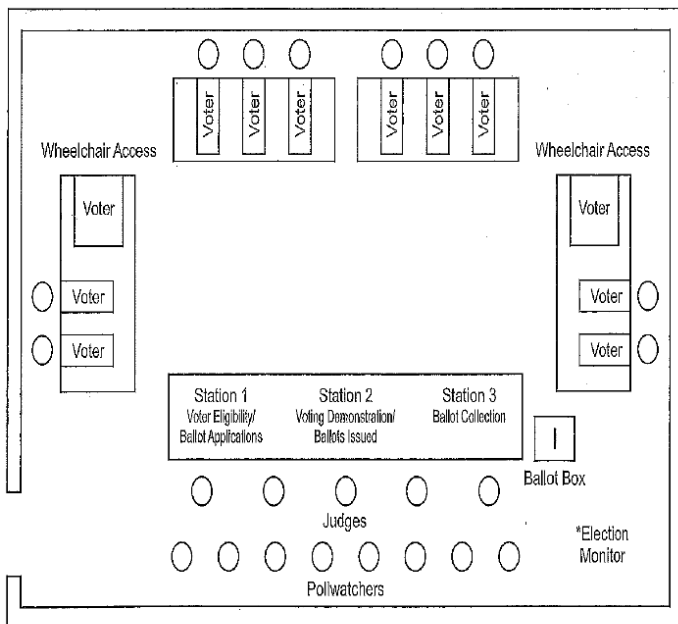 Voter
Voter
Voter
Voter
Voter
Voter
Wheelchair Access
Wheelchair Access
Voter
Voter
Voter
Voter
Voter
Voter
Station 1
Voter Eligibility/
Ballot Applications
Station 2
Voting Demonstration/
Ballots Issued
Station 3
Ballot Collection
Ballot Box
Judges
*Election
Monitor
Pollwatchers